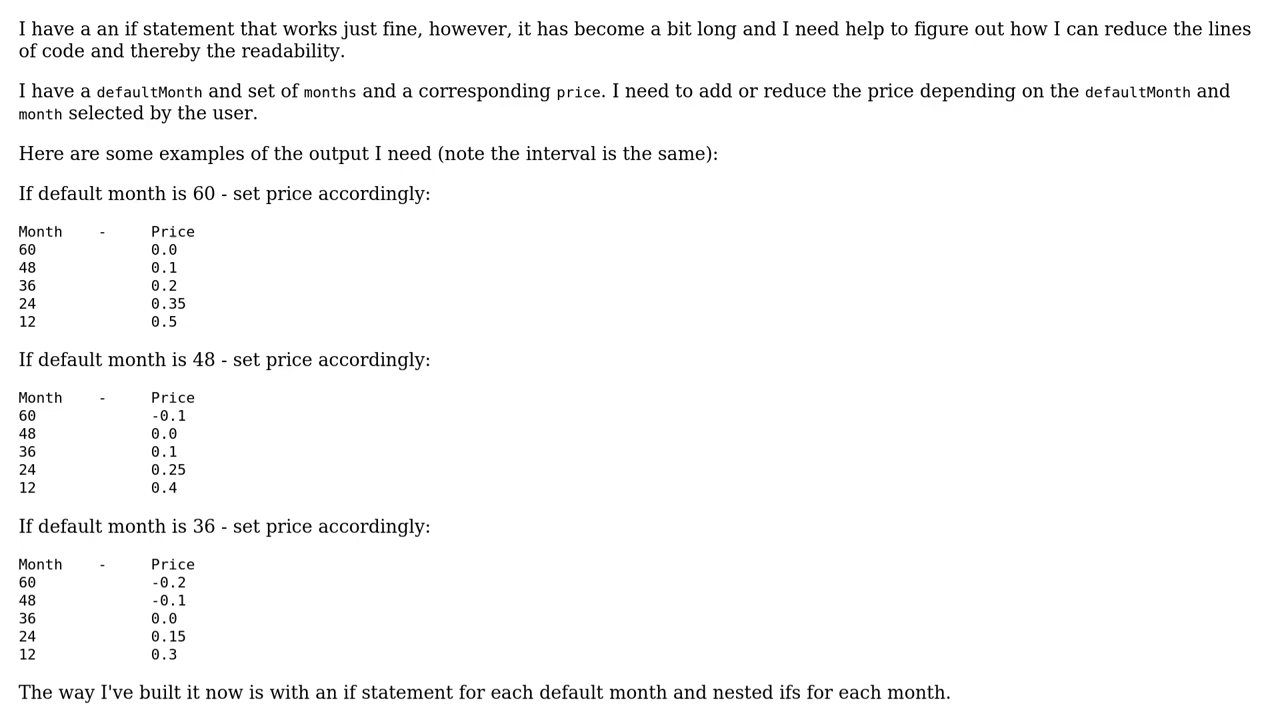 I have a an if statement that works just fine, however, it has become a bit long and I need help to figure out how I can reduce the lines
of code and thereby the readability.
I have a defaultMonth and set of months and a corresponding price. I need to add or reduce the price depending on the defaultMonth and
month selected by the user.
Here are some examples of the output I need (note the interval is the same):
If default month is 60 - set price accordingly:
Month - Price
60 0.0
48 0.1
36 0.2
24 0.35
12 0.5
If default month is 48 - set price accordingly:
Month - Price
60 -0.1
48 0.0
36 0.1
24 0.25
12 0.4
If default month is 36 - set price accordingly:
Month - Price
60 -0.2
48 -0.1
36 0.0
24 0.15
12 0.3
The way I've built it now is with an if statement for each default month and nested ifs for each month.